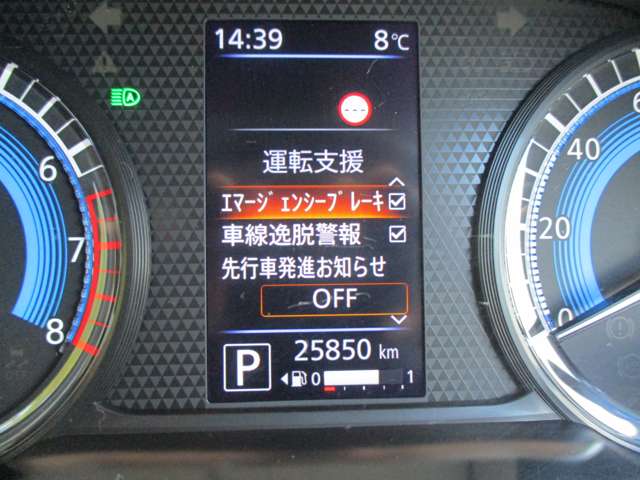 14:39 8℃
---
運転支援
エマージェンシーブレーキ
車線逸脱警報
先行車発進お知らせ
OFF
P 25850 km
0 1
A
6
7
8
6
40
20
0